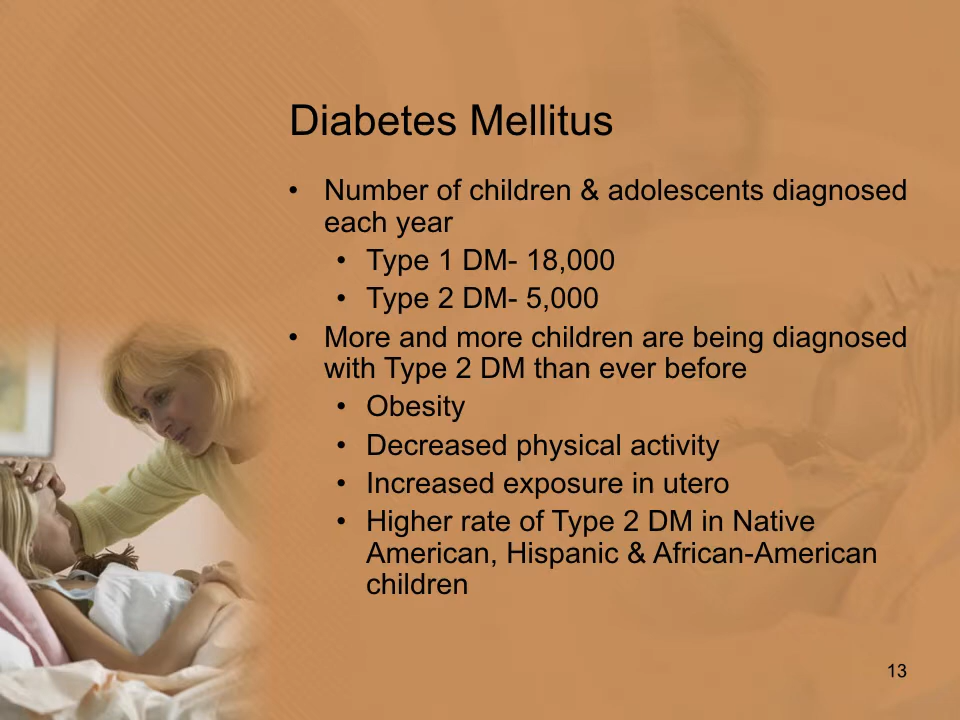 Diabetes Mellitus
• Number of children & adolescents diagnosed
each year
• Type 1 DM- 18,000
• Type 2 DM- 5,000
• More and more children are being diagnosed
with Type 2 DM than ever before
• Obesity
• Decreased physical activity
• Increased exposure in utero
• Higher rate of Type 2 DM in Native
American, Hispanic & African-American
children
13